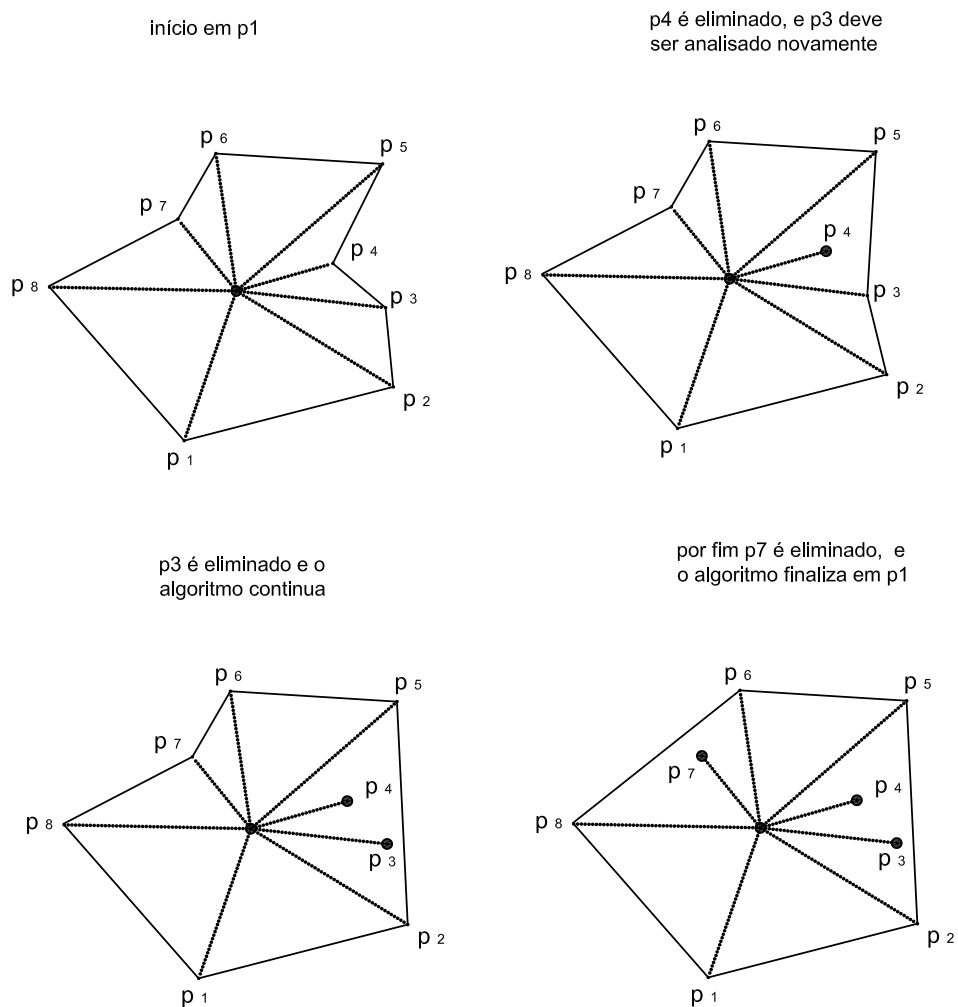 início em p1
p 6
p 5
p 7
p 4
p 8
p 3
p 2
p 1
p4 é eliminado, e p3 deve
ser analisado novamente
p 6
p 5
p 7
p 4
p 8
p 3
p 2
p 1
p3 é eliminado e o
algoritmo continua
p 6
p 5
p 7
p 4
p 8
p 3
p 2
p 1
por fim p7 é eliminado, e
o algoritmo finaliza em p1
p 6
p 5
p 7
p 4
p 8
p 3
p 2
p 1